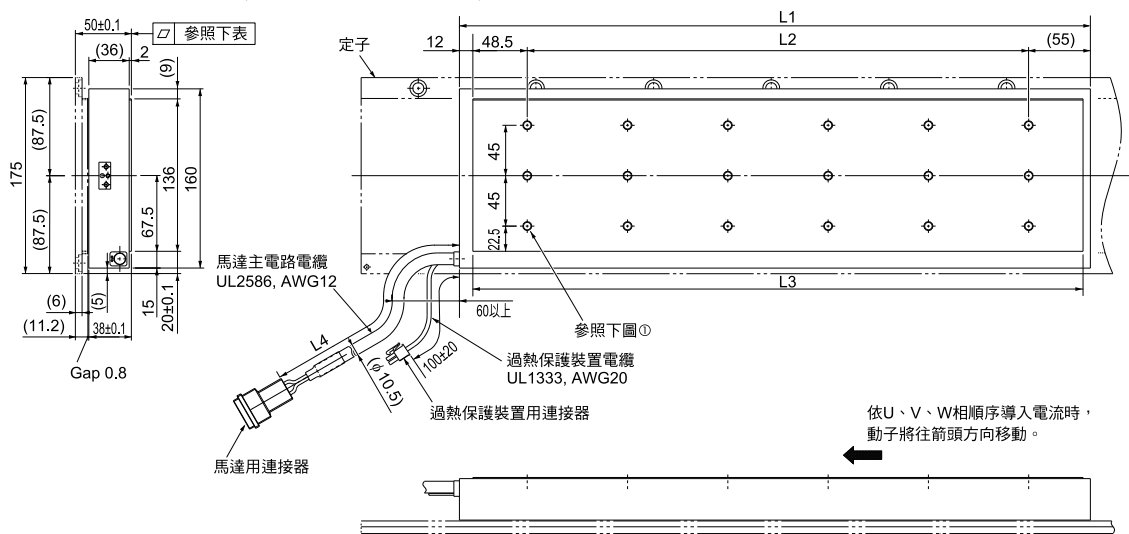 50±0.1
(36)
2
⏥ 參照下表
(9)
175
(87.5)
(87.5)
136
160
67.5
(6)
(5)
15
20±0.1
(11.2)
38±0.1
Gap 0.8
L1
定子
12
48.5
L2
(55)
45
45
22.5
L3
60以上
參照下圖①
馬達主電路電纜
UL2586, AWG12
L4
(φ10.5)
100±20
過熱保護裝置電纜
UL1333, AWG20
過熱保護裝置用連接器
馬達用連接器
依U、V、W相順序導入電流時，
動子將往箭頭方向移動。